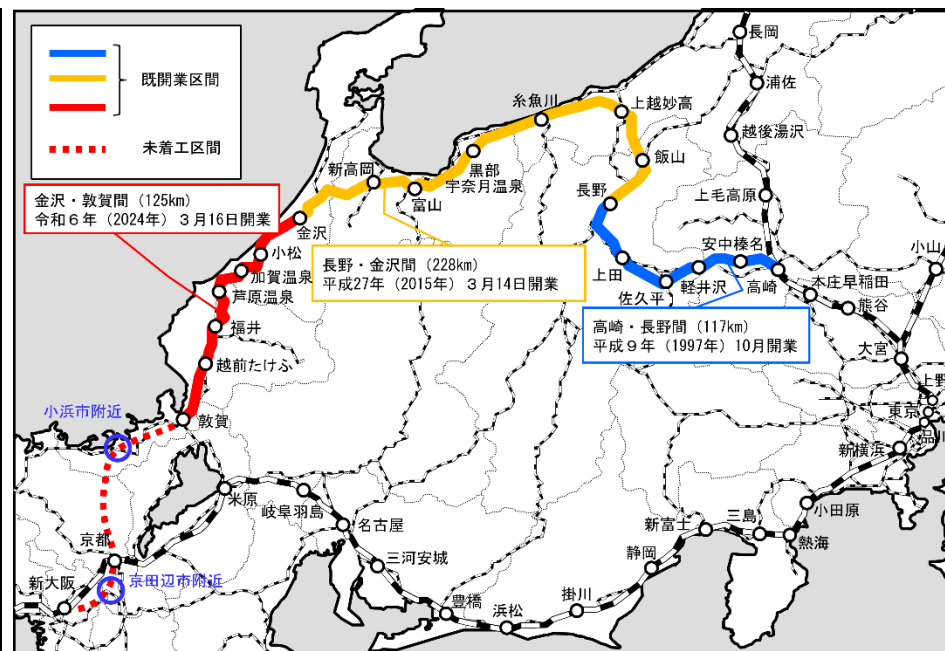 既開業区間
未着工区間
金沢・敦賀間（125km）
令和６年（2024年）３月16日開業
長野・金沢間（228km）
平成27年（2015年）３月14日開業
高崎・長野間（117km）
平成９年（1997年）10月開業
長岡
浦佐
越後湯沢
上毛高原
糸魚川
上越妙高
飯山
黒部
宇奈月温泉
新高岡
富山
長野
金沢
小松
加賀温泉
芦原温泉
福井
越前たけふ
敦賀
上田
佐久平
軽井沢
安中榛名
高崎
本庄早稲田
熊谷
小山
大宮
上野
東京
品川
新横浜
小田原
熱海
三島
新富士
静岡
掛川
浜松
豊橋
三河安城
名古屋
岐阜羽島
米原
小浜市附近
京都
京田辺市附近
新大阪